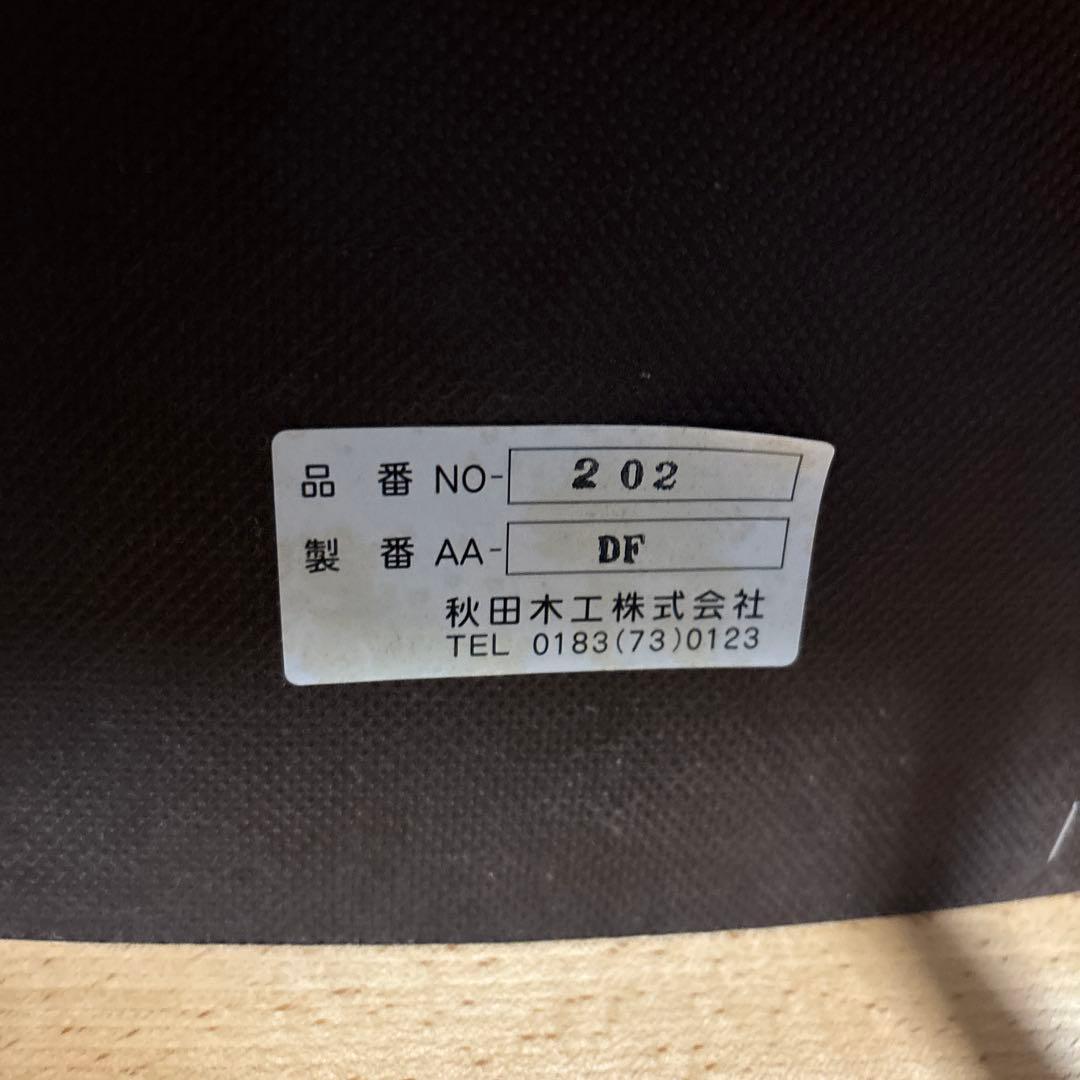 品 番 NO- 202
製 番 AA- DF
秋田木工株式会社
TEL 0183(73)0123